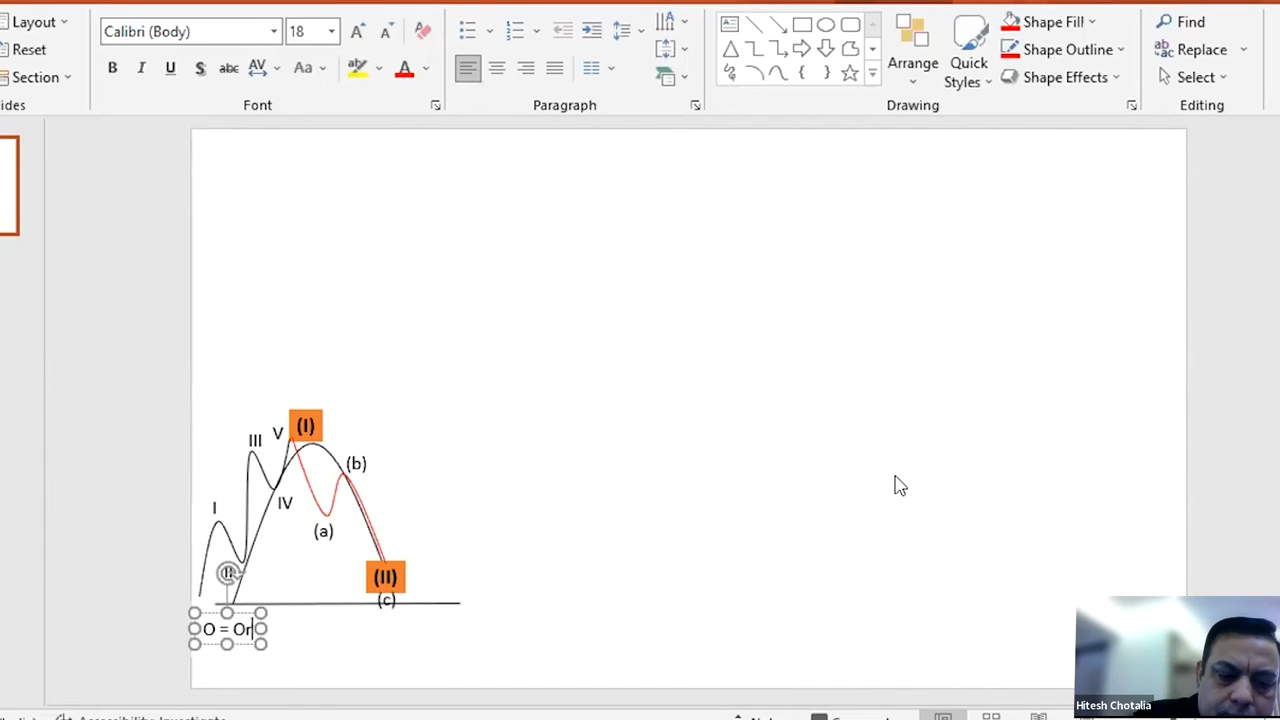 Layout
Calibri (Body)
18
Find
Shape Fill
Reset
Shape Outline
Replace
B I U S abc AV Aa A
Arrange
Quick
Styles
Section
Shape Effects
Select
Font
Paragraph
Drawing
Editing
(I)
V
III
(b)
IV
I
(a)
(II)
(c)
O = Or
Hitesh Chotalia